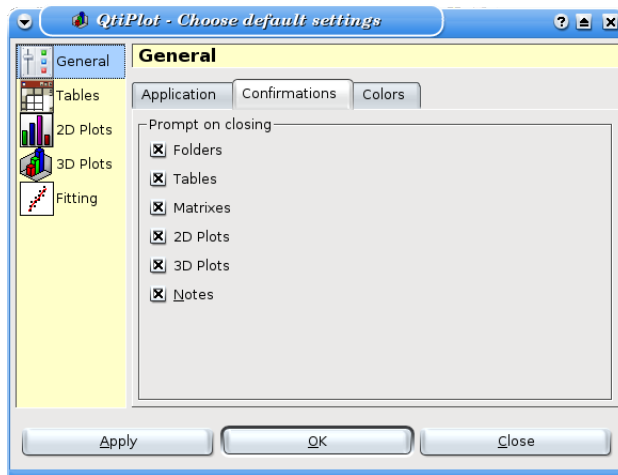 QtiPlot - Choose default settings
General
Tables
2D Plots
3D Plots
Fitting
General
Application
Confirmations
Colors
Prompt on closing
Folders
Tables
Matrixes
2D Plots
3D Plots
Notes
Apply
OK
Close